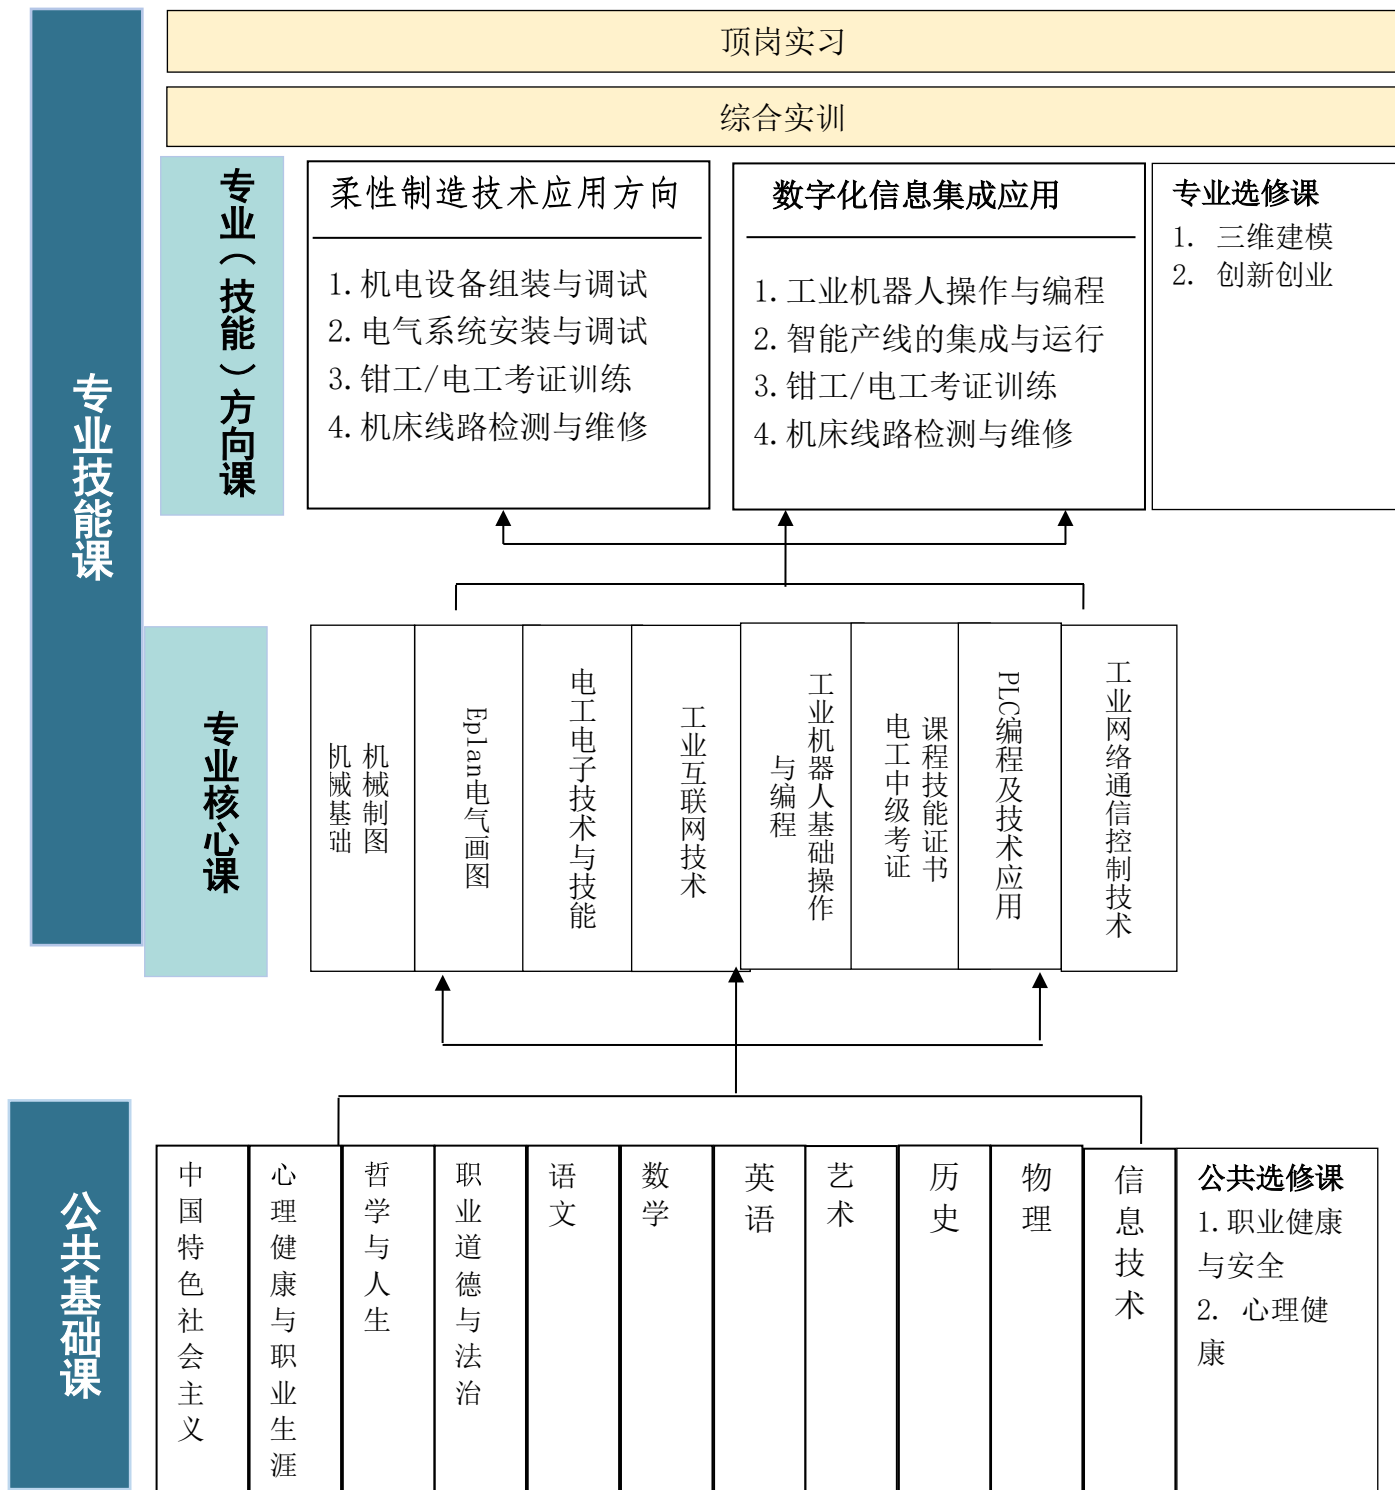 顶岗实习
综合实训
专业技能课
专业（技能）方向课
柔性制造技术应用方向
1.机电设备组装与调试
2.电气系统安装与调试
3.钳工/电工考证训练
4.机床线路检测与维修
数字化信息集成应用
1.工业机器人操作与编程
2.智能产线的集成与运行
3.钳工/电工考证训练
4.机床线路检测与维修
专业选修课
1. 三维建模
2. 创新创业
专业核心课
机械制图
机械基础
Eplan电气画图
电工电子技术与技能
工业互联网技术
工业机器人基础操作
与编程
课程技能证书
电工中级考证
PLC编程及技术应用
工业网络通信控制技术
公共基础课
中国特色社会主义
心理健康与职业生涯
哲学与人生
职业道德与法治
语文
数学
英语
艺术
历史
物理
信息技术
公共选修课
1.职业健康
与安全
2. 心理健
康